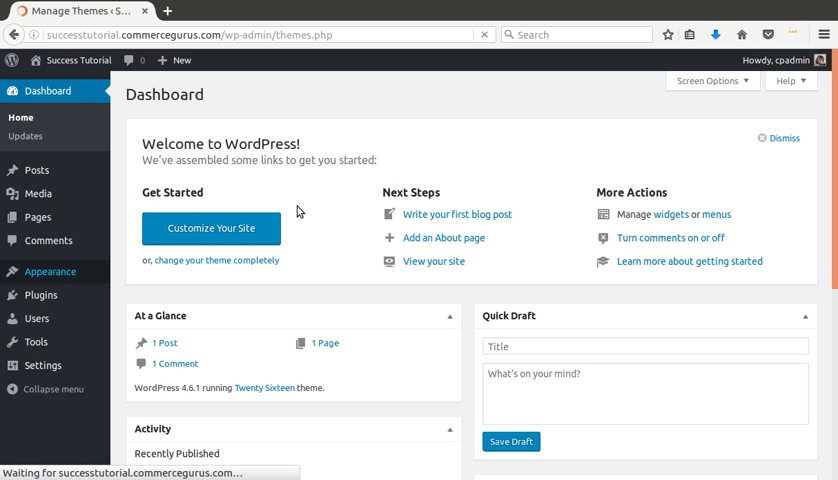 Manage Themes ‹ S...
successtutorial.commercegurus.com/wp-admin/themes.php
Search
Success Tutorial
0
New
Howdy, cpadmin
Dashboard
Home
Updates
Posts
Media
Pages
Comments
Appearance
Plugins
Users
Tools
Settings
Collapse menu
Screen Options
Help
Dashboard
Welcome to WordPress!
We've assembled some links to get you started:
Dismiss
Get Started
Customize Your Site
or, change your theme completely
Next Steps
Write your first blog post
Add an About page
View your site
More Actions
Manage widgets or menus
Turn comments on or off
Learn more about getting started
At a Glance
1 Post
1 Page
1 Comment
WordPress 4.6.1 running Twenty Sixteen theme.
Activity
Recently Published
Quick Draft
Title
What's on your mind?
Save Draft
Waiting for successtutorial.commercegurus.com...